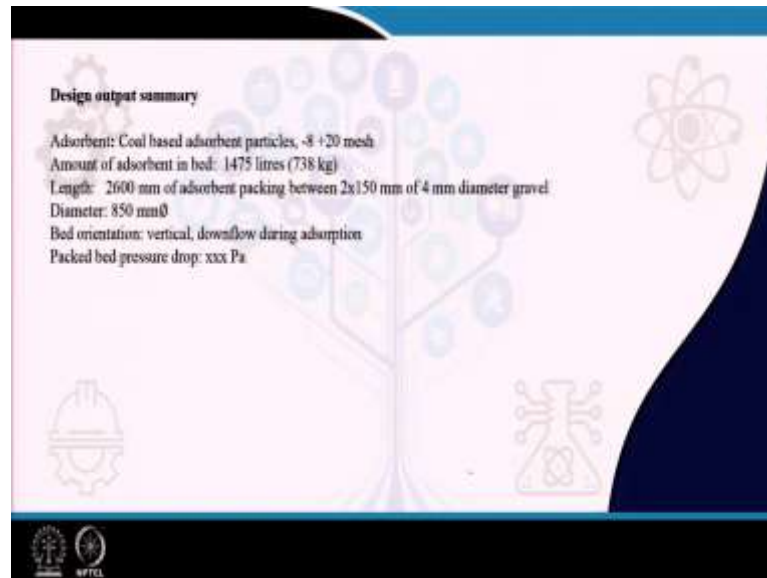 Design output summary
Adsorbent: Coal based adsorbent particles, -8 +20 mesh
Amount of adsorbent in bed: 1475 litres (738 kg)
Length: 2600 mm of adsorbent packing between 2x150 mm of 4 mm diameter gravel
Diameter: 850 mmØ
Bed orientation: vertical, downflow during adsorption
Packed bed pressure drop: xxx Pa
NPTEL